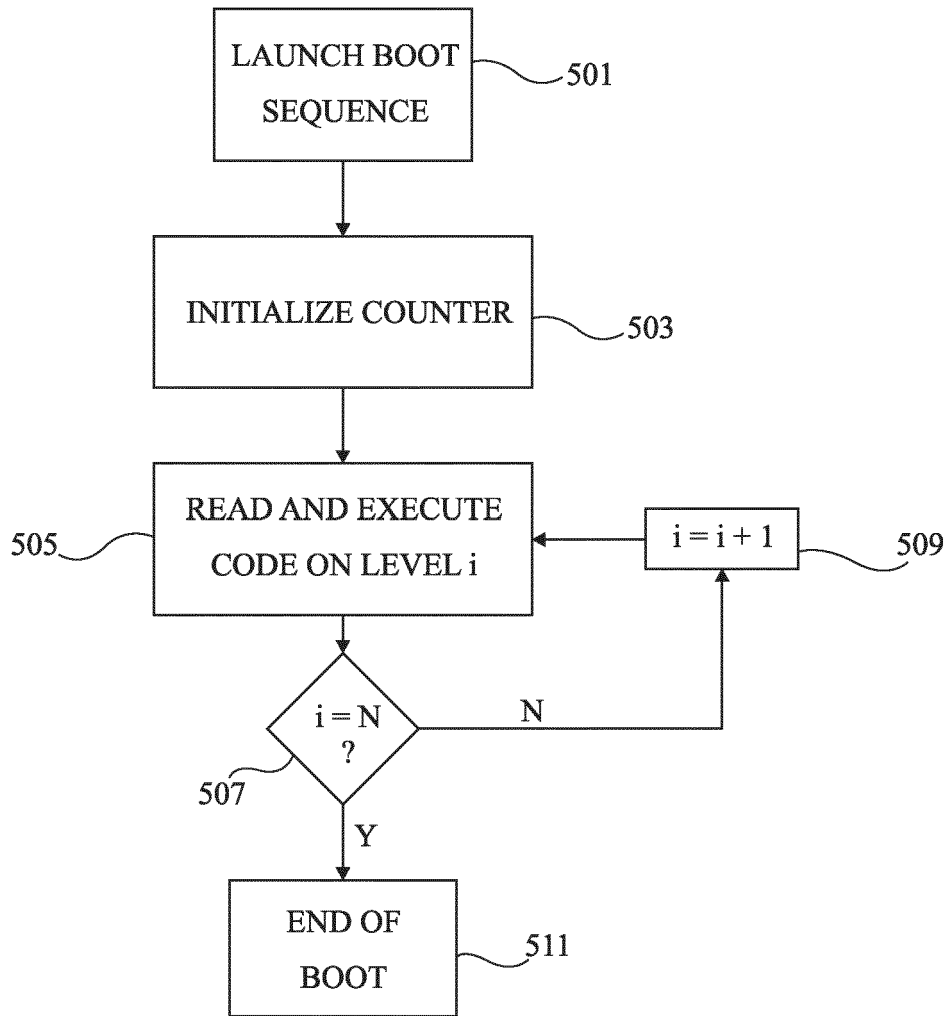 LAUNCH BOOT
SEQUENCE
501
INITIALIZE COUNTER
503
READ AND EXECUTE
CODE ON LEVEL i
505
i = i + 1
509
i = N
?
507
N
Y
END OF
BOOT
511